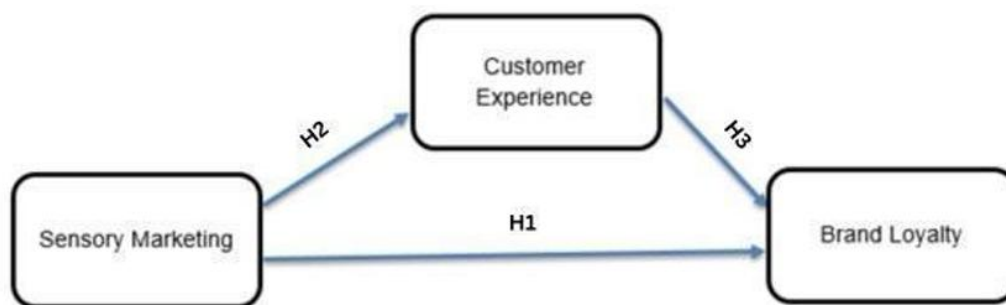 Customer
Experience
H2
H3
Sensory Marketing
H1
Brand Loyalty